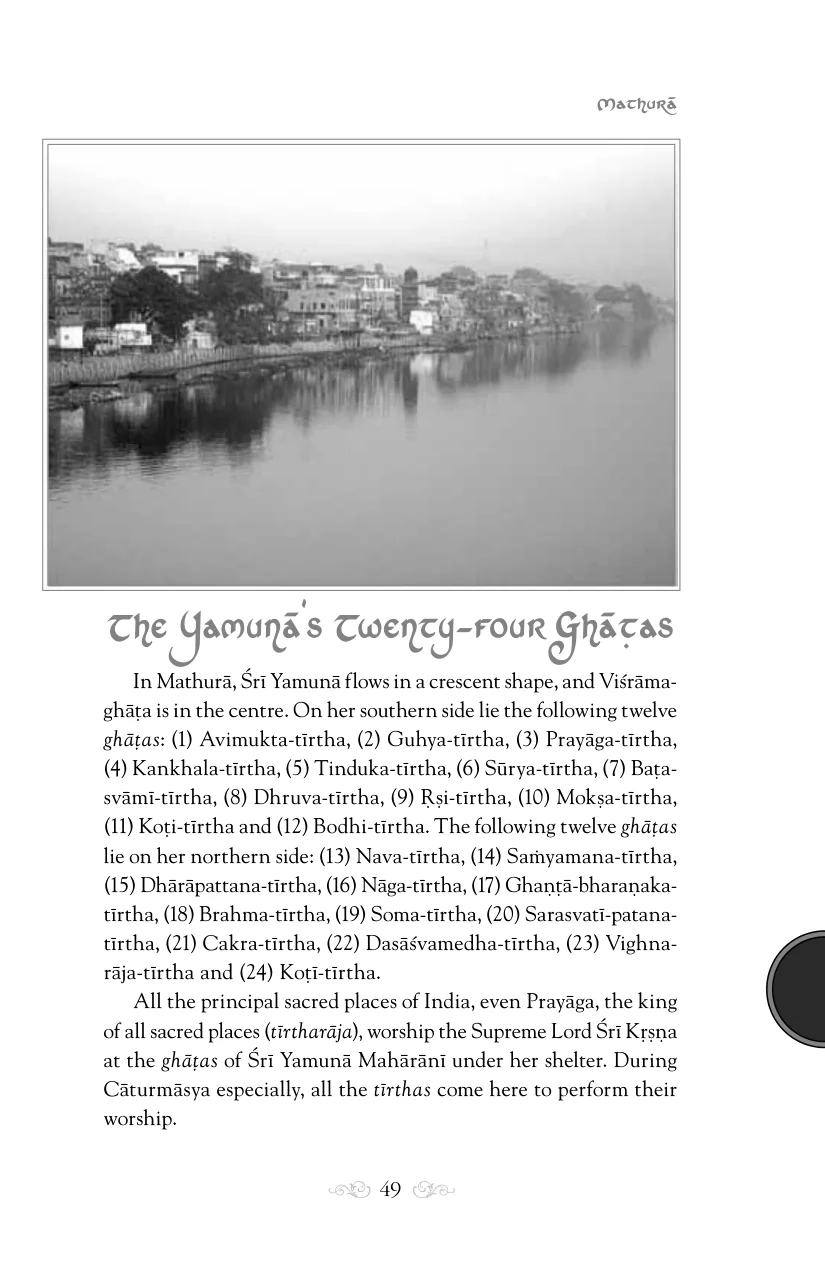 Mathurā
The Yamunā's Twenty-four Ghāṭas
In Mathurā, Śrī Yamunā flows in a crescent shape, and Viśrāma-
ghāṭa is in the centre. On her southern side lie the following twelve
ghāṭas: (1) Avimukta-tīrtha, (2) Guhya-tīrtha, (3) Prayāga-tīrtha,
(4) Kankhala-tīrtha, (5) Tinduka-tīrtha, (6) Sūrya-tīrtha, (7) Baṭa-
svāmī-tīrtha, (8) Dhruva-tīrtha, (9) Ṛṣi-tīrtha, (10) Mokṣa-tīrtha,
(11) Koṭi-tīrtha and (12) Bodhi-tīrtha. The following twelve ghāṭas
lie on her northern side: (13) Nava-tīrtha, (14) Saṁyamana-tīrtha,
(15) Dhārāpattana-tīrtha, (16) Nāga-tīrtha, (17) Ghaṇṭā-bharaṇaka-
tīrtha, (18) Brahma-tīrtha, (19) Soma-tīrtha, (20) Sarasvatī-patana-
tīrtha, (21) Cakra-tīrtha, (22) Dasāśvamedha-tīrtha, (23) Vighna-
rāja-tīrtha and (24) Koṭī-tīrtha.
All the principal sacred places of India, even Prayāga, the king
of all sacred places (tīrtharāja), worship the Supreme Lord Śrī Kṛṣṇa
at the ghāṭas of Śrī Yamunā Mahārānī under her shelter. During
Cāturmāsya especially, all the tīrthas come here to perform their
worship.
49